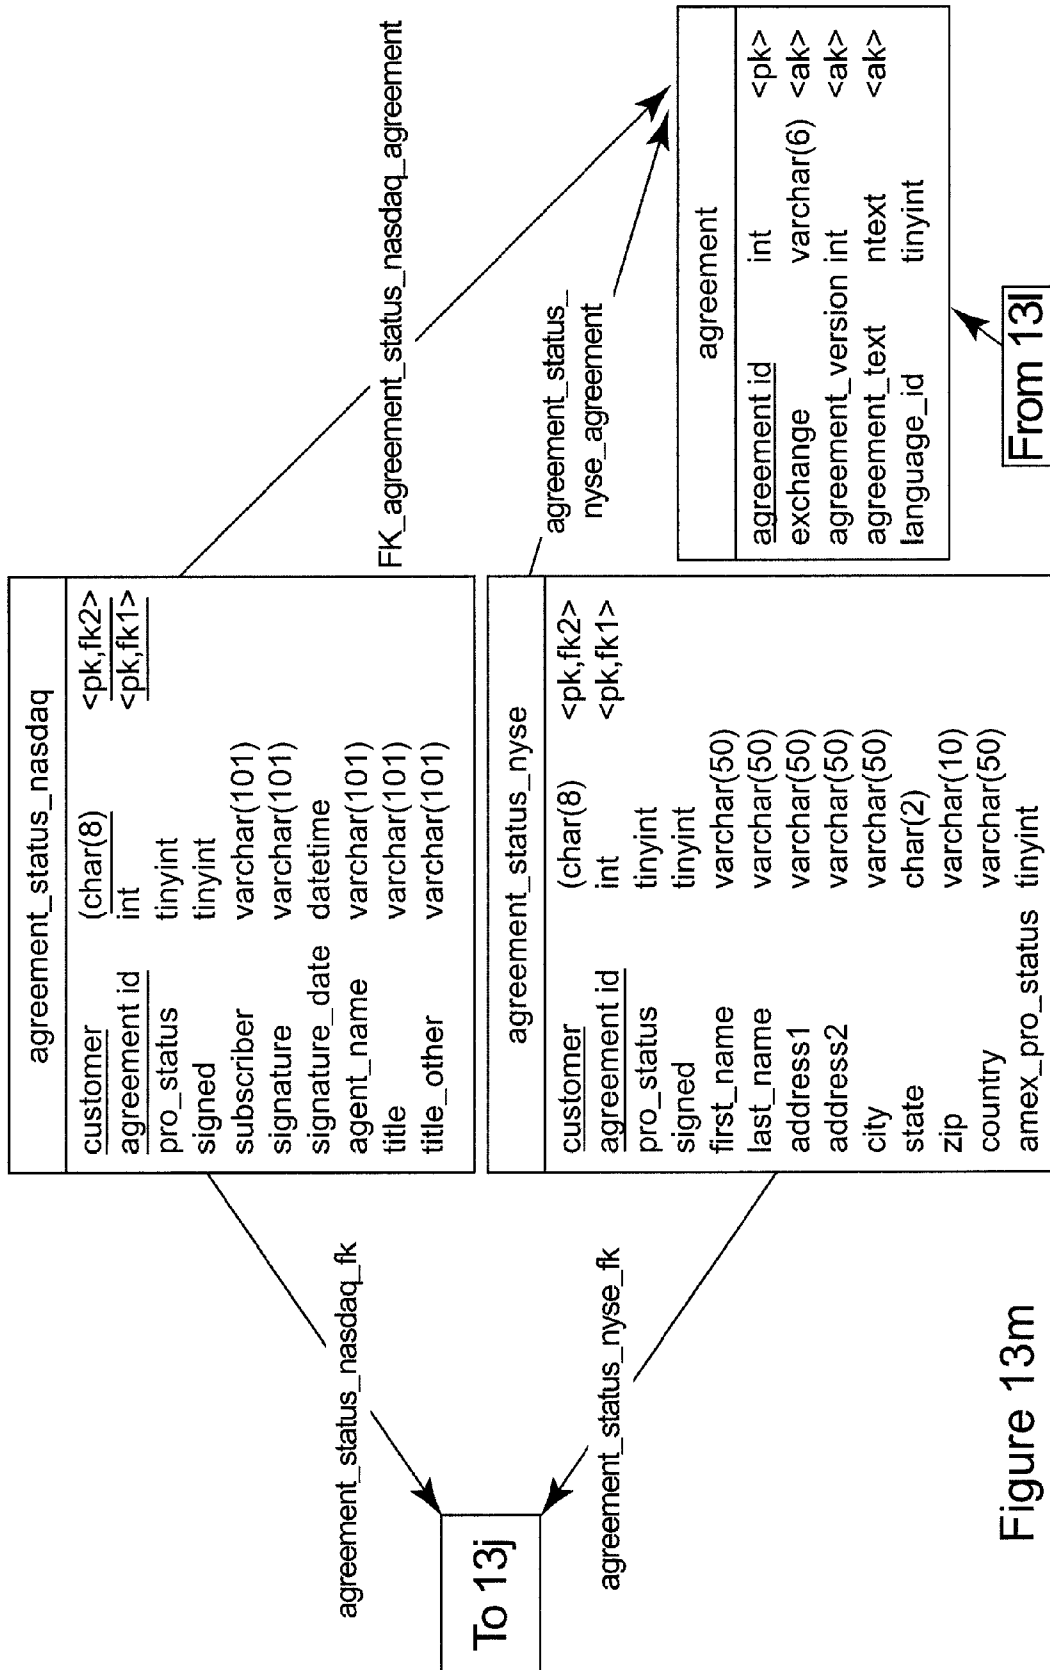 agreement_status_nasdaq
customer (char(8) <pk,fk2>
agreement id int <pk,fk1>
pro_status tinyint
signed tinyint
subscriber varchar(101)
signature varchar(101)
signature_date datetime
agent_name varchar(101)
title varchar(101)
title_other varchar(101)
agreement_status_nasdaq_fk
FK_agreement_status_nasdaq_agreement
To 13j
agreement_status_nyse_fk
agreement_status_
nyse_agreement
agreement_status_nyse
customer (char(8) <pk,fk2>
agreement id int <pk,fk1>
pro_status tinyint
signed tinyint
first_name varchar(50)
last_name varchar(50)
address1 varchar(50)
address2 varchar(50)
city varchar(50)
state char(2)
zip varchar(10)
country varchar(50)
amex_pro_status tinyint
agreement
agreement id int <pk>
exchange varchar(6) <ak>
agreement_version int <ak>
agreement_text ntext <ak>
language_id tinyint
From 13l
Figure 13m